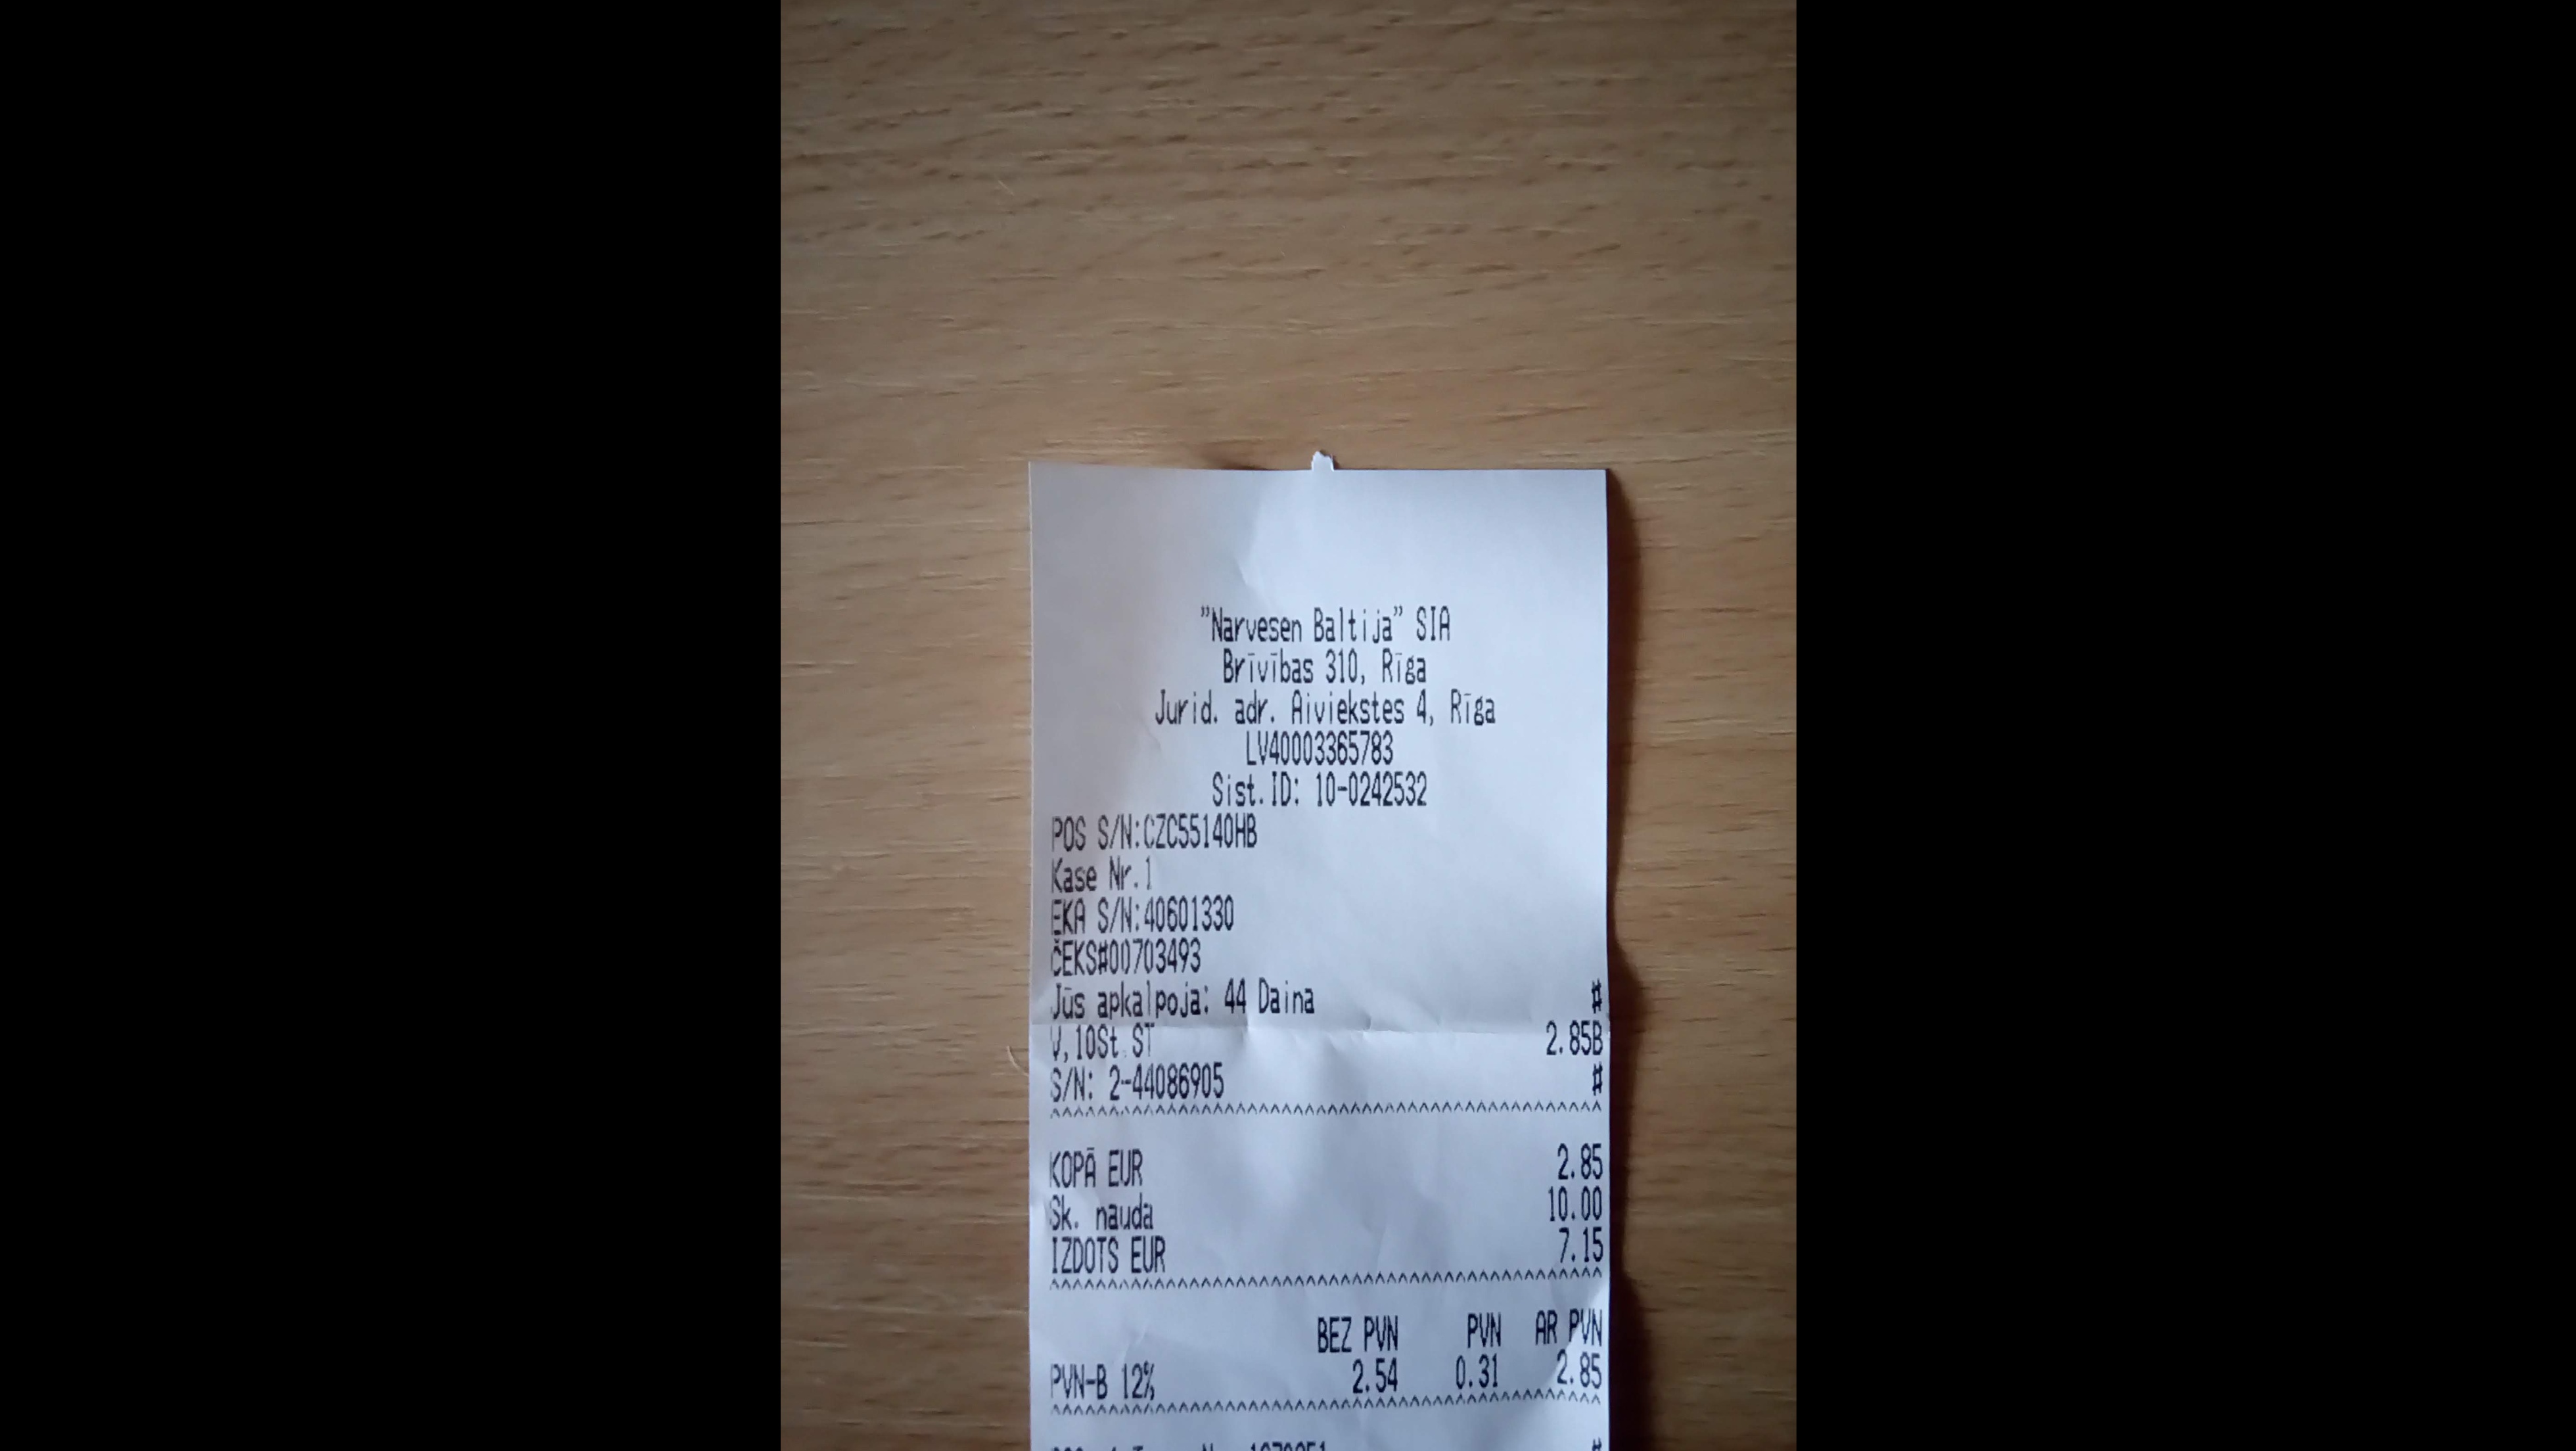 "Narvesen Baltija" SIA
Brīvības 310, Rīga
Jurid. adr. Aiviekstes 4, Rīga
LV40003365783
Sist.ID: 10-0242532
POS S/N:CZC55140HB
Kase Nr.1
EKA S/N:40601330
ČEKS#00703493
Jūs apkalpoja: 44 Daina #
V,10St.ST 2.85B
S/N: 2-44086905 #
^^^^^^^^^^^^^^^^^^^^^^^^^^^^^^^^^^^^^^^^^^^^^^^^
KOPĀ EUR 2.85
Sk. nauda 10.00
IZDOTS EUR 7.15
^^^^^^^^^^^^^^^^^^^^^^^^^^^^^^^^^^^^^^^^^^^^^^^^
BEZ PVN PVN AR PVN
PVN-B 12% 2.54 0.31 2.85
^^^^^^^^^^^^^^^^^^^^^^^^^^^^^^^^^^^^^^^^^^^^^^^^